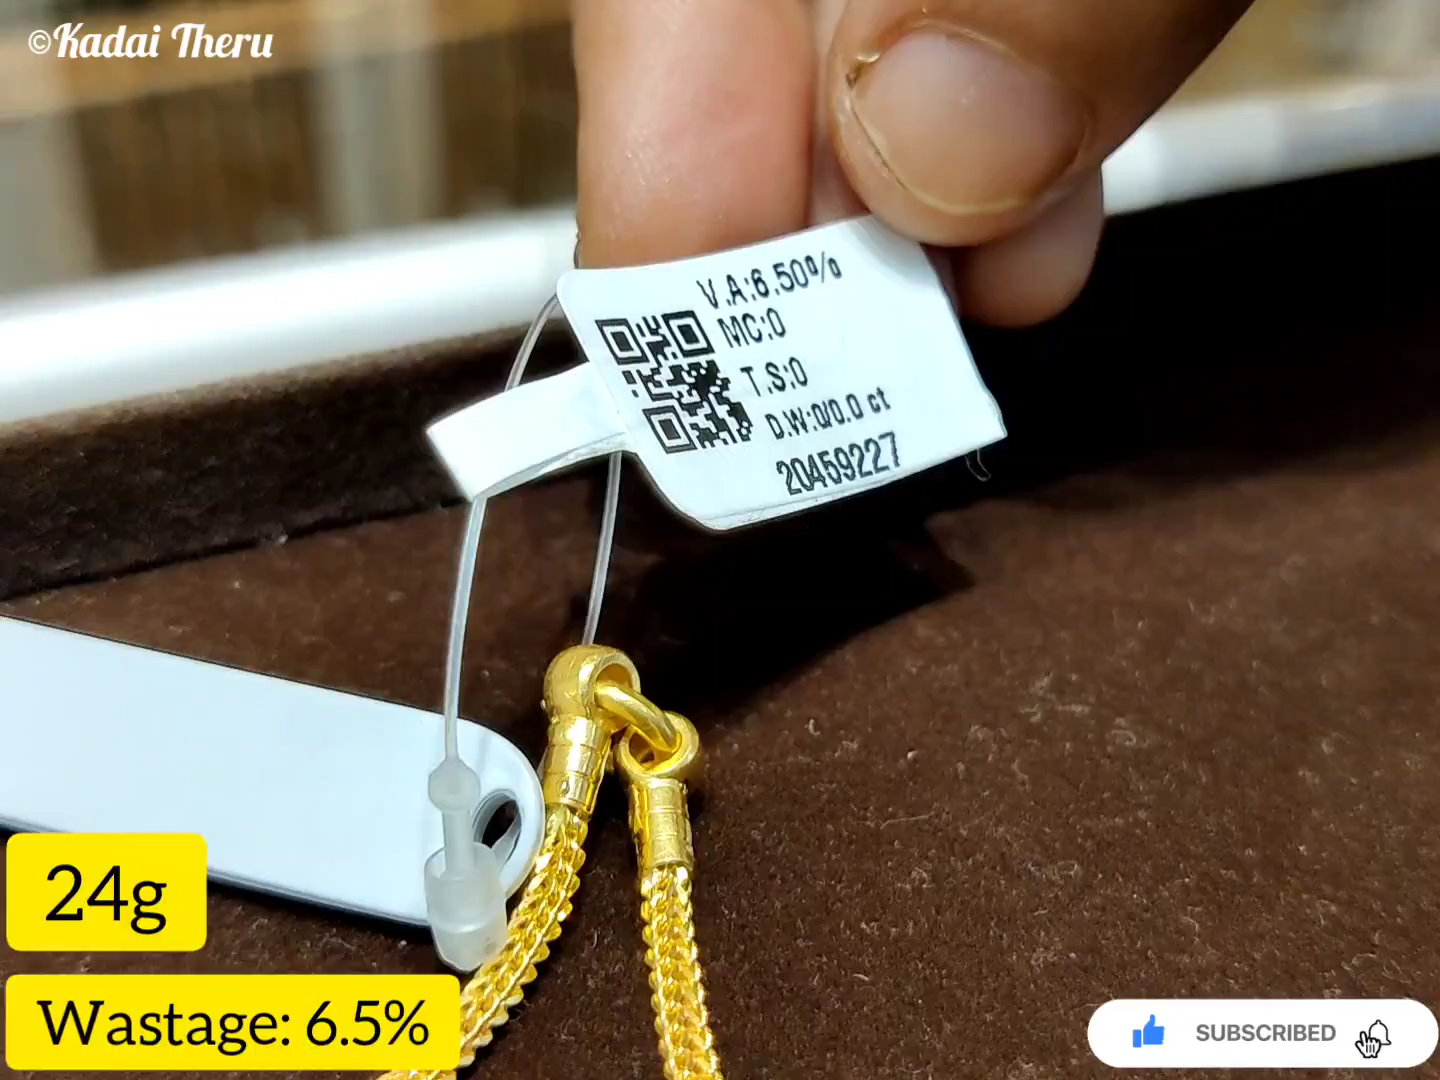 ©Kadai Theru
V.A:6.50%
MC:0
T.S:0
D.W:0/0.0 ct
20459227
24g
Wastage: 6.5%
SUBSCRIBED